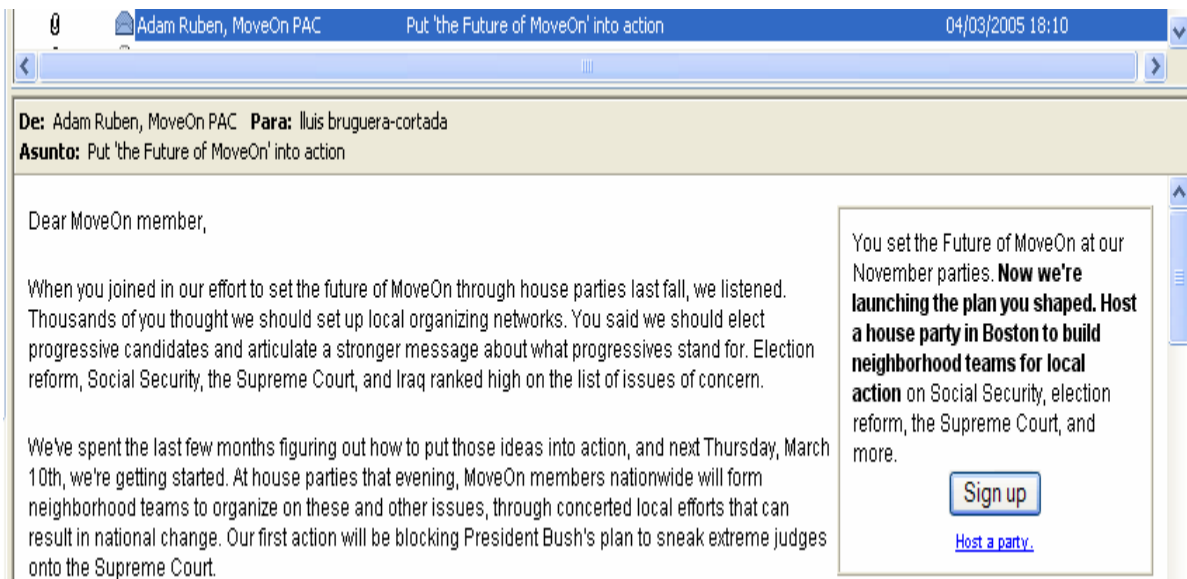 Adam Ruben, MoveOn PAC Put 'the Future of MoveOn' into action 04/03/2005 18:10
De: Adam Ruben, MoveOn PAC Para: lluis bruguera-cortada
Asunto: Put 'the Future of MoveOn' into action
Dear MoveOn member,
When you joined in our effort to set the future of MoveOn through house parties last fall, we listened.
Thousands of you thought we should set up local organizing networks. You said we should elect
progressive candidates and articulate a stronger message about what progressives stand for. Election
reform, Social Security, the Supreme Court, and Iraq ranked high on the list of issues of concern.
We've spent the last few months figuring out how to put those ideas into action, and next Thursday, March
10th, we're getting started. At house parties that evening, MoveOn members nationwide will form
neighborhood teams to organize on these and other issues, through concerted local efforts that can
result in national change. Our first action will be blocking President Bush's plan to sneak extreme judges
onto the Supreme Court.
You set the Future of MoveOn at our
November parties. Now we're
launching the plan you shaped. Host
a house party in Boston to build
neighborhood teams for local
action on Social Security, election
reform, the Supreme Court, and
more.
Sign up
Host a party.